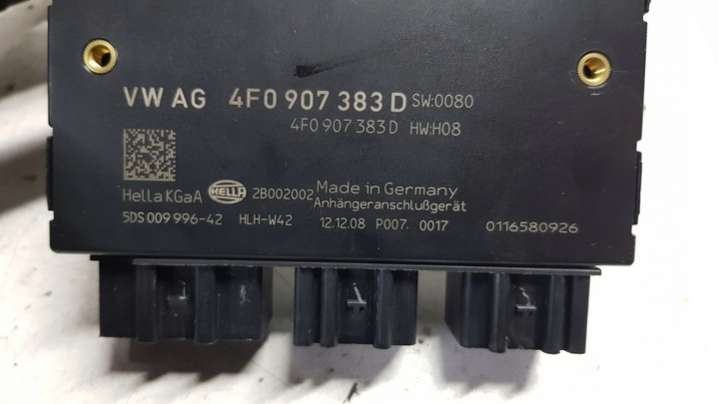 VW AG 4F0 907 383 D SW:0080
4F0 907 383 D HW:H08
Hella KGaA HELLA 2B002002 Made in Germany
Anhängeranschlußgerät
5DS 009 996-42 HLH-W42 12.12.08 P007. 0017 0116580926